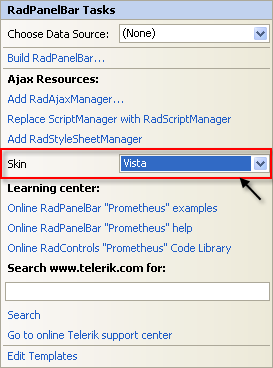 RadPanelBar Tasks
Choose Data Source: (None)
Build RadPanelBar...
Ajax Resources:
Add RadAjaxManager...
Replace ScriptManager with RadScriptManager
Add RadStyleSheetManager
Skin Vista
Learning center:
Online RadPanelBar "Prometheus" examples
Online RadPanelBar "Prometheus" help
Online RadControls "Prometheus" Code Library
Search www.telerik.com for:
Search
Go to online Telerik support center
Edit Templates